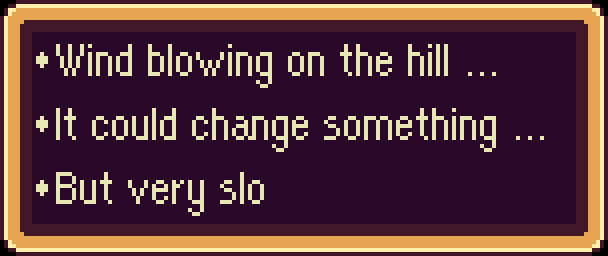 •Wind blowing on the hill ...
•It could change something ...
•But very slo